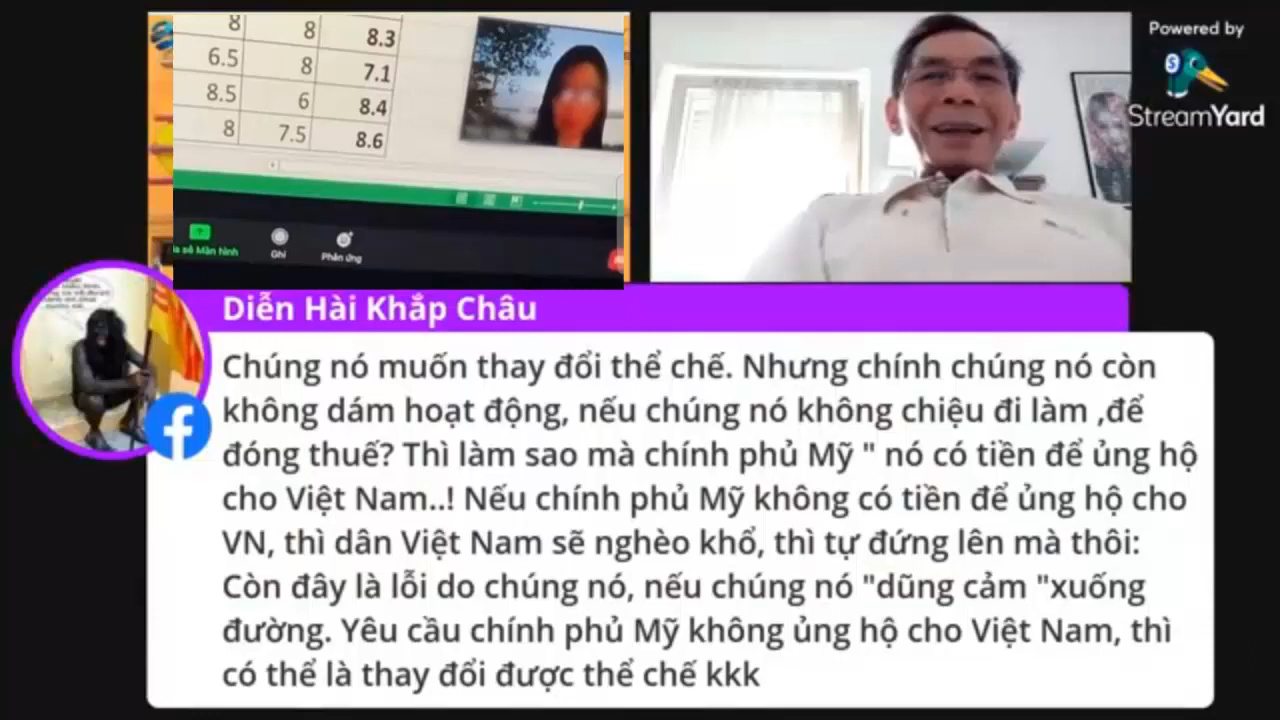 8 8 8.3
6.5 8 7.1
8.5 6 8.4
8 7.5 8.6
sẻ Màn hình
Ghi
Phản ứng
Powered by
StreamYard
Diễn Hài Khắp Châu
Chúng nó muốn thay đổi thể chế. Nhưng chính chúng nó còn
không dám hoạt động, nếu chúng nó không chiệu đi làm ,để
đóng thuế? Thì làm sao mà chính phủ Mỹ " nó có tiền để ủng hộ
cho Việt Nam..! Nếu chính phủ Mỹ không có tiền để ủng hộ cho
VN, thì dân Việt Nam sẽ nghèo khổ, thì tự đứng lên mà thôi:
Còn đây là lỗi do chúng nó, nếu chúng nó "dũng cảm "xuống
đường. Yêu cầu chính phủ Mỹ không ủng hộ cho Việt Nam, thì
có thể là thay đổi được thể chế kkk